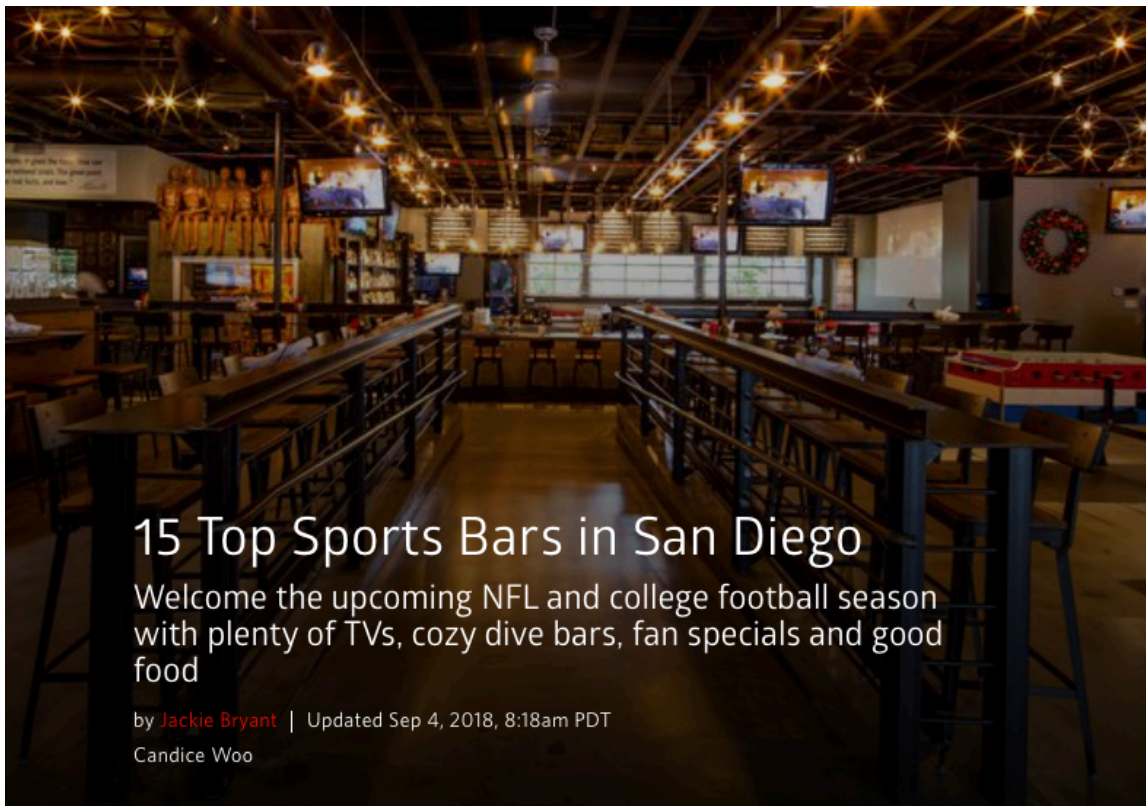 15 Top Sports Bars in San Diego
Welcome the upcoming NFL and college football season
with plenty of TVs, cozy dive bars, fan specials and good
food
by Jackie Bryant | Updated Sep 4, 2018, 8:18am PDT
Candice Woo